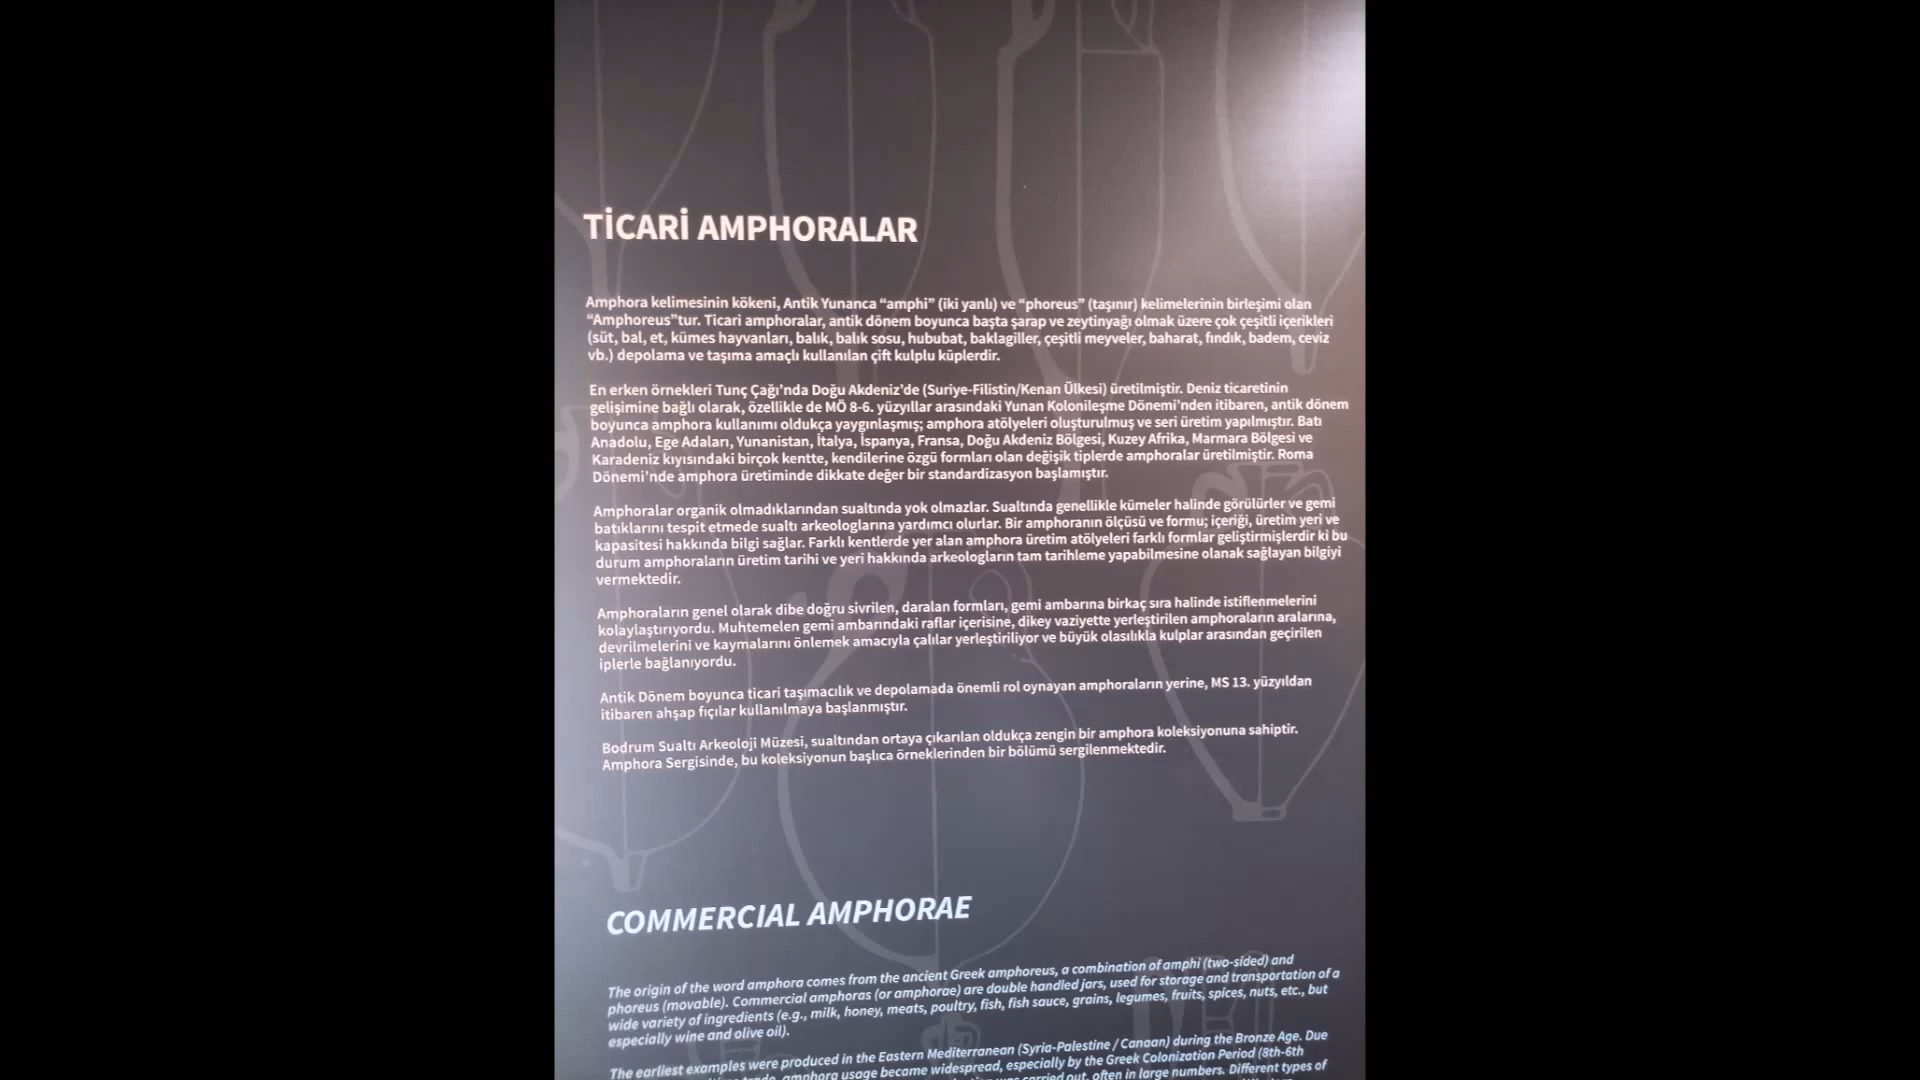 TİCARİ AMPHORALAR
Amphora kelimesinin kökeni, Antik Yunanca “amphi” (iki yanlı) ve “phoreus” (taşınır) kelimelerinin birleşimi olan
“Amphoreus”tur. Ticari amphoralar, antik dönem boyunca başta şarap ve zeytinyağı olmak üzere çok çeşitli içerikleri
(süt, bal, et, kümes hayvanları, balık, balık sosu, hububat, baklagiller, çeşitli meyveler, baharat, fındık, badem, ceviz
vb.) depolama ve taşıma amaçlı kullanılan çift kulplu küplerdir.
En erken örnekleri Tunç Çağı’nda Doğu Akdeniz’de (Suriye-Filistin/Kenan Ülkesi) üretilmiştir. Deniz ticaretinin
gelişimine bağlı olarak, özellikle de MÖ 8-6. yüzyıllar arasındaki Yunan Kolonileşme Dönemi’nden itibaren, antik dönem
boyunca amphora kullanımı oldukça yaygınlaşmış; amphora atölyeleri oluşturulmuş ve seri üretim yapılmıştır. Batı
Anadolu, Ege Adaları, Yunanistan, İtalya, İspanya, Fransa, Doğu Akdeniz Bölgesi, Kuzey Afrika, Marmara Bölgesi ve
Karadeniz kıyısındaki birçok kentte, kendilerine özgü formları olan değişik tiplerde amphoralar üretilmiştir. Roma
Dönemi’nde amphora üretiminde dikkate değer bir standardizasyon başlamıştır.
Amphoralar organik olmadıklarından sualtında yok olmazlar. Sualtında genellikle kümeler halinde görülürler ve gemi
batıklarını tespit etmede sualtı arkeologlarına yardımcı olurlar. Bir amphoranın ölçüsü ve formu; içeriği, üretim yeri ve
kapasitesi hakkında bilgi sağlar. Farklı kentlerde yer alan amphora üretim atölyeleri farklı formlar geliştirmişlerdir ki bu
durum amphoraların üretim tarihi ve yeri hakkında arkeologların tam tarihleme yapabilmesine olanak sağlayan bilgiyi
vermektedir.
Amphoraların genel olarak dibe doğru sivrilen, daralan formları, gemi ambarına birkaç sıra halinde istiflenmelerini
kolaylaştırıyordu. Muhtemelen gemi ambarındaki raflar içerisine, dikey vaziyette yerleştirilen amphoraların aralarına,
devrilmelerini ve kaymalarını önlemek amacıyla çalılar yerleştiriliyor ve büyük olasılıkla kulplar arasından geçirilen
iplerle bağlanıyordu.
Antik Dönem boyunca ticari taşımacılık ve depolamada önemli rol oynayan amphoraların yerine, MS 13. yüzyıldan
itibaren ahşap fıçılar kullanılmaya başlanmıştır.
Bodrum Sualtı Arkeoloji Müzesi, sualtından ortaya çıkarılan oldukça zengin bir amphora koleksiyonuna sahiptir.
Amphora Sergisinde, bu koleksiyonun başlıca örneklerinden bir bölümü sergilenmektedir.
COMMERCIAL AMPHORAE
The origin of the word amphora comes from the ancient Greek amphoreus, a combination of amphi (two-sided) and
phoreus (movable). Commercial amphoras (or amphorae) are double handled jars, used for storage and transportation of a
wide variety of ingredients (e.g., milk, honey, meats, poultry, fish, fish sauce, grains, legumes, fruits, spices, nuts, etc., but
especially wine and olive oil).
The earliest examples were produced in the Eastern Mediterranean (Syria-Palestine / Canaan) during the Bronze Age. Due
amphora usage became widespread, especially by the Greek Colonization Period (8th-6th
carried out, often in large numbers. Different types of